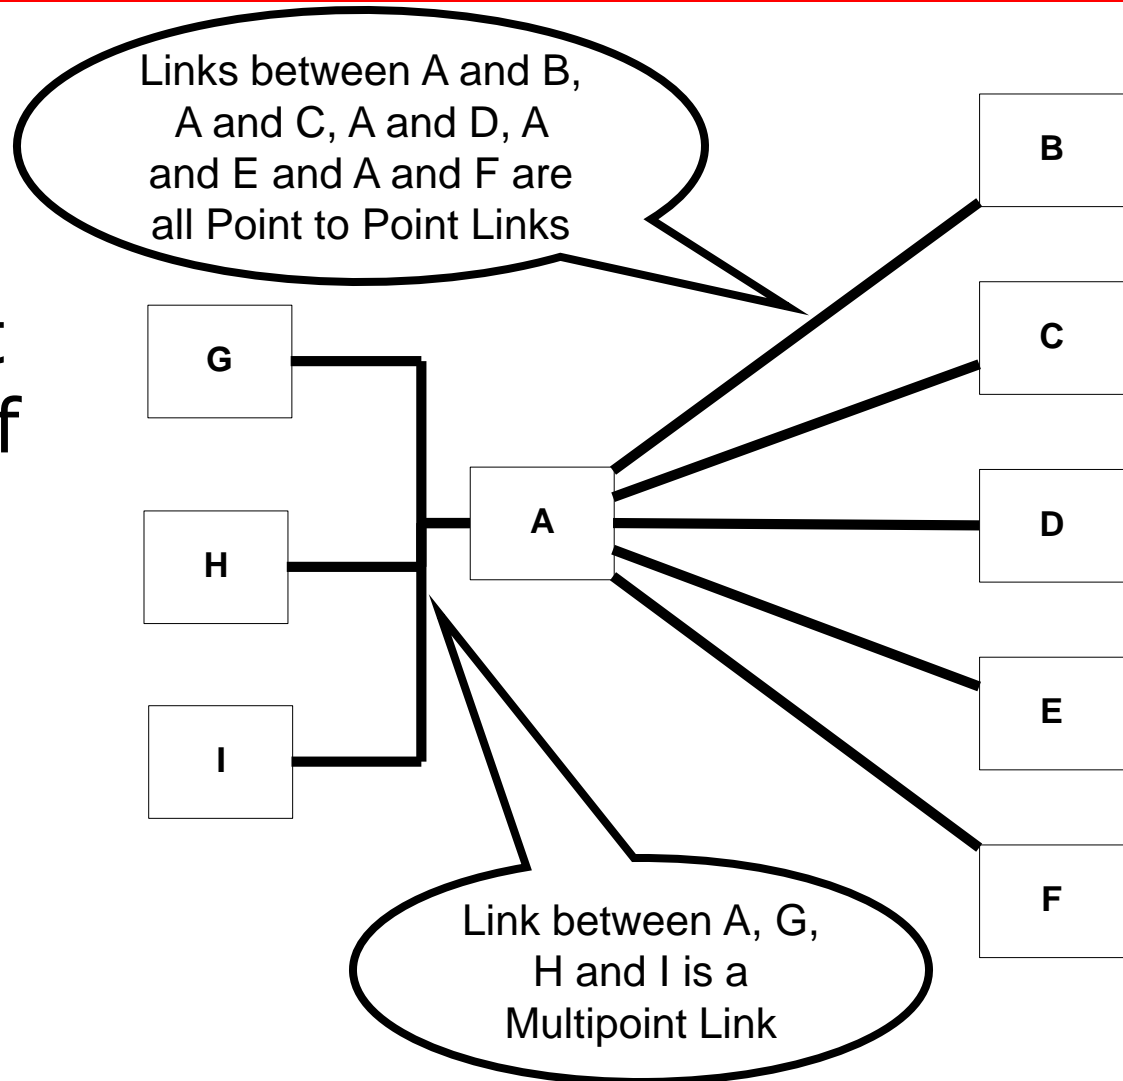 Links between A and B,
A and C, A and D, A
and E and A and F are
all Point to Point Links
B
C
G
A
D
H
E
I
F
Link between A, G,
H and I is a
Multipoint Link